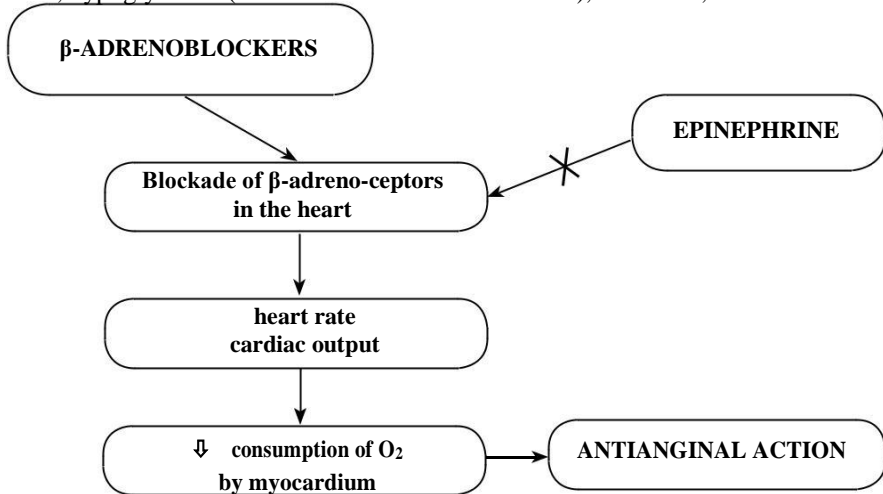 β-ADRENOBLOCKERS
EPINEPHRINE
Blockade of β-adreno-ceptors
in the heart
heart rate
cardiac output
⇩ consumption of O₂
by myocardium
ANTIANGINAL ACTION